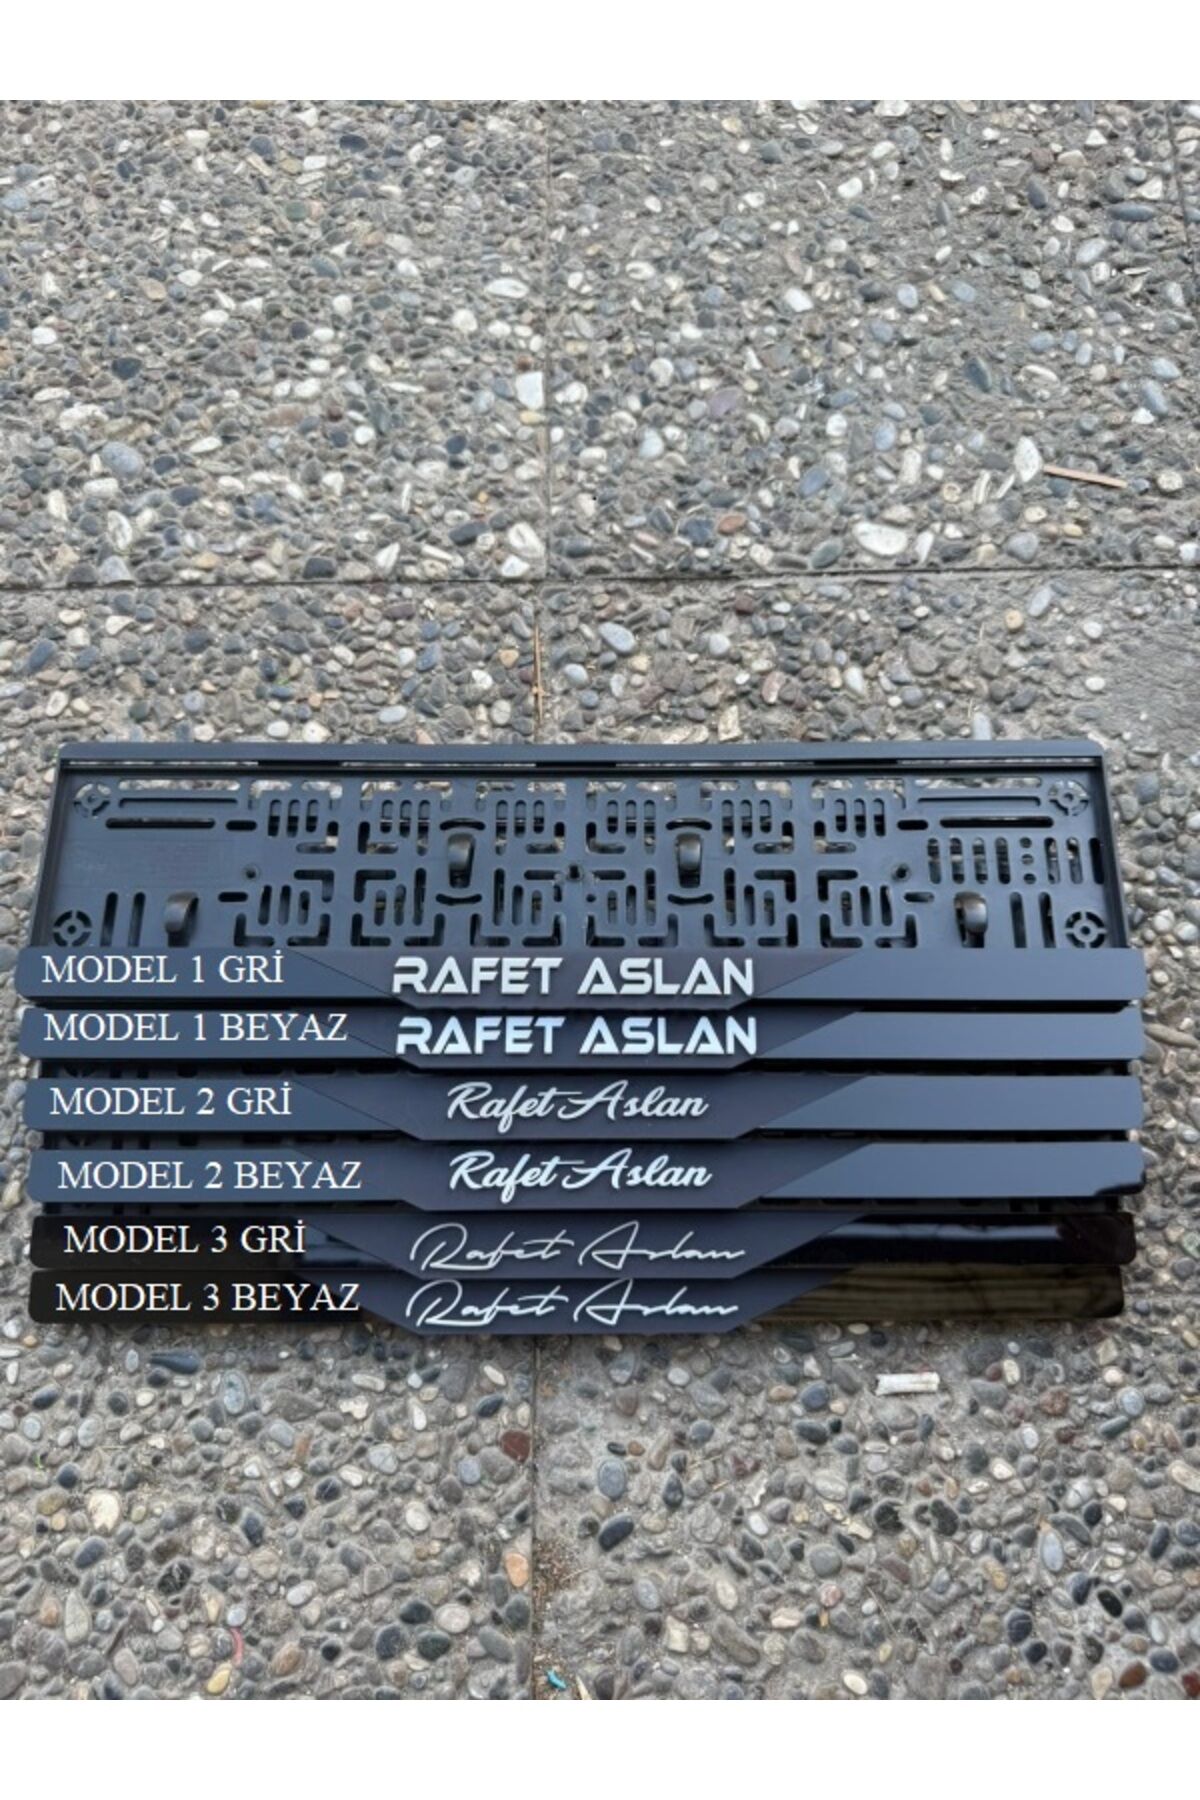 MODEL 1 GRİ RAFET ASLAN
MODEL 1 BEYAZ RAFET ASLAN
MODEL 2 GRİ Rafet Aslan
MODEL 2 BEYAZ Rafet Aslan
MODEL 3 GRİ Rafet Aslan
MODEL 3 BEYAZ Rafet Aslan